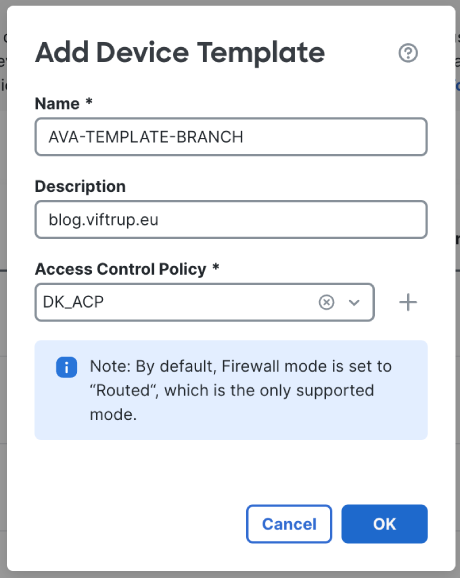 Add Device Template
Name *
AVA-TEMPLATE-BRANCH
Description
blog.viftrup.eu
Access Control Policy *
DK_ACP
Note: By default, Firewall mode is set to
“Routed“, which is the only supported
mode.
Cancel OK